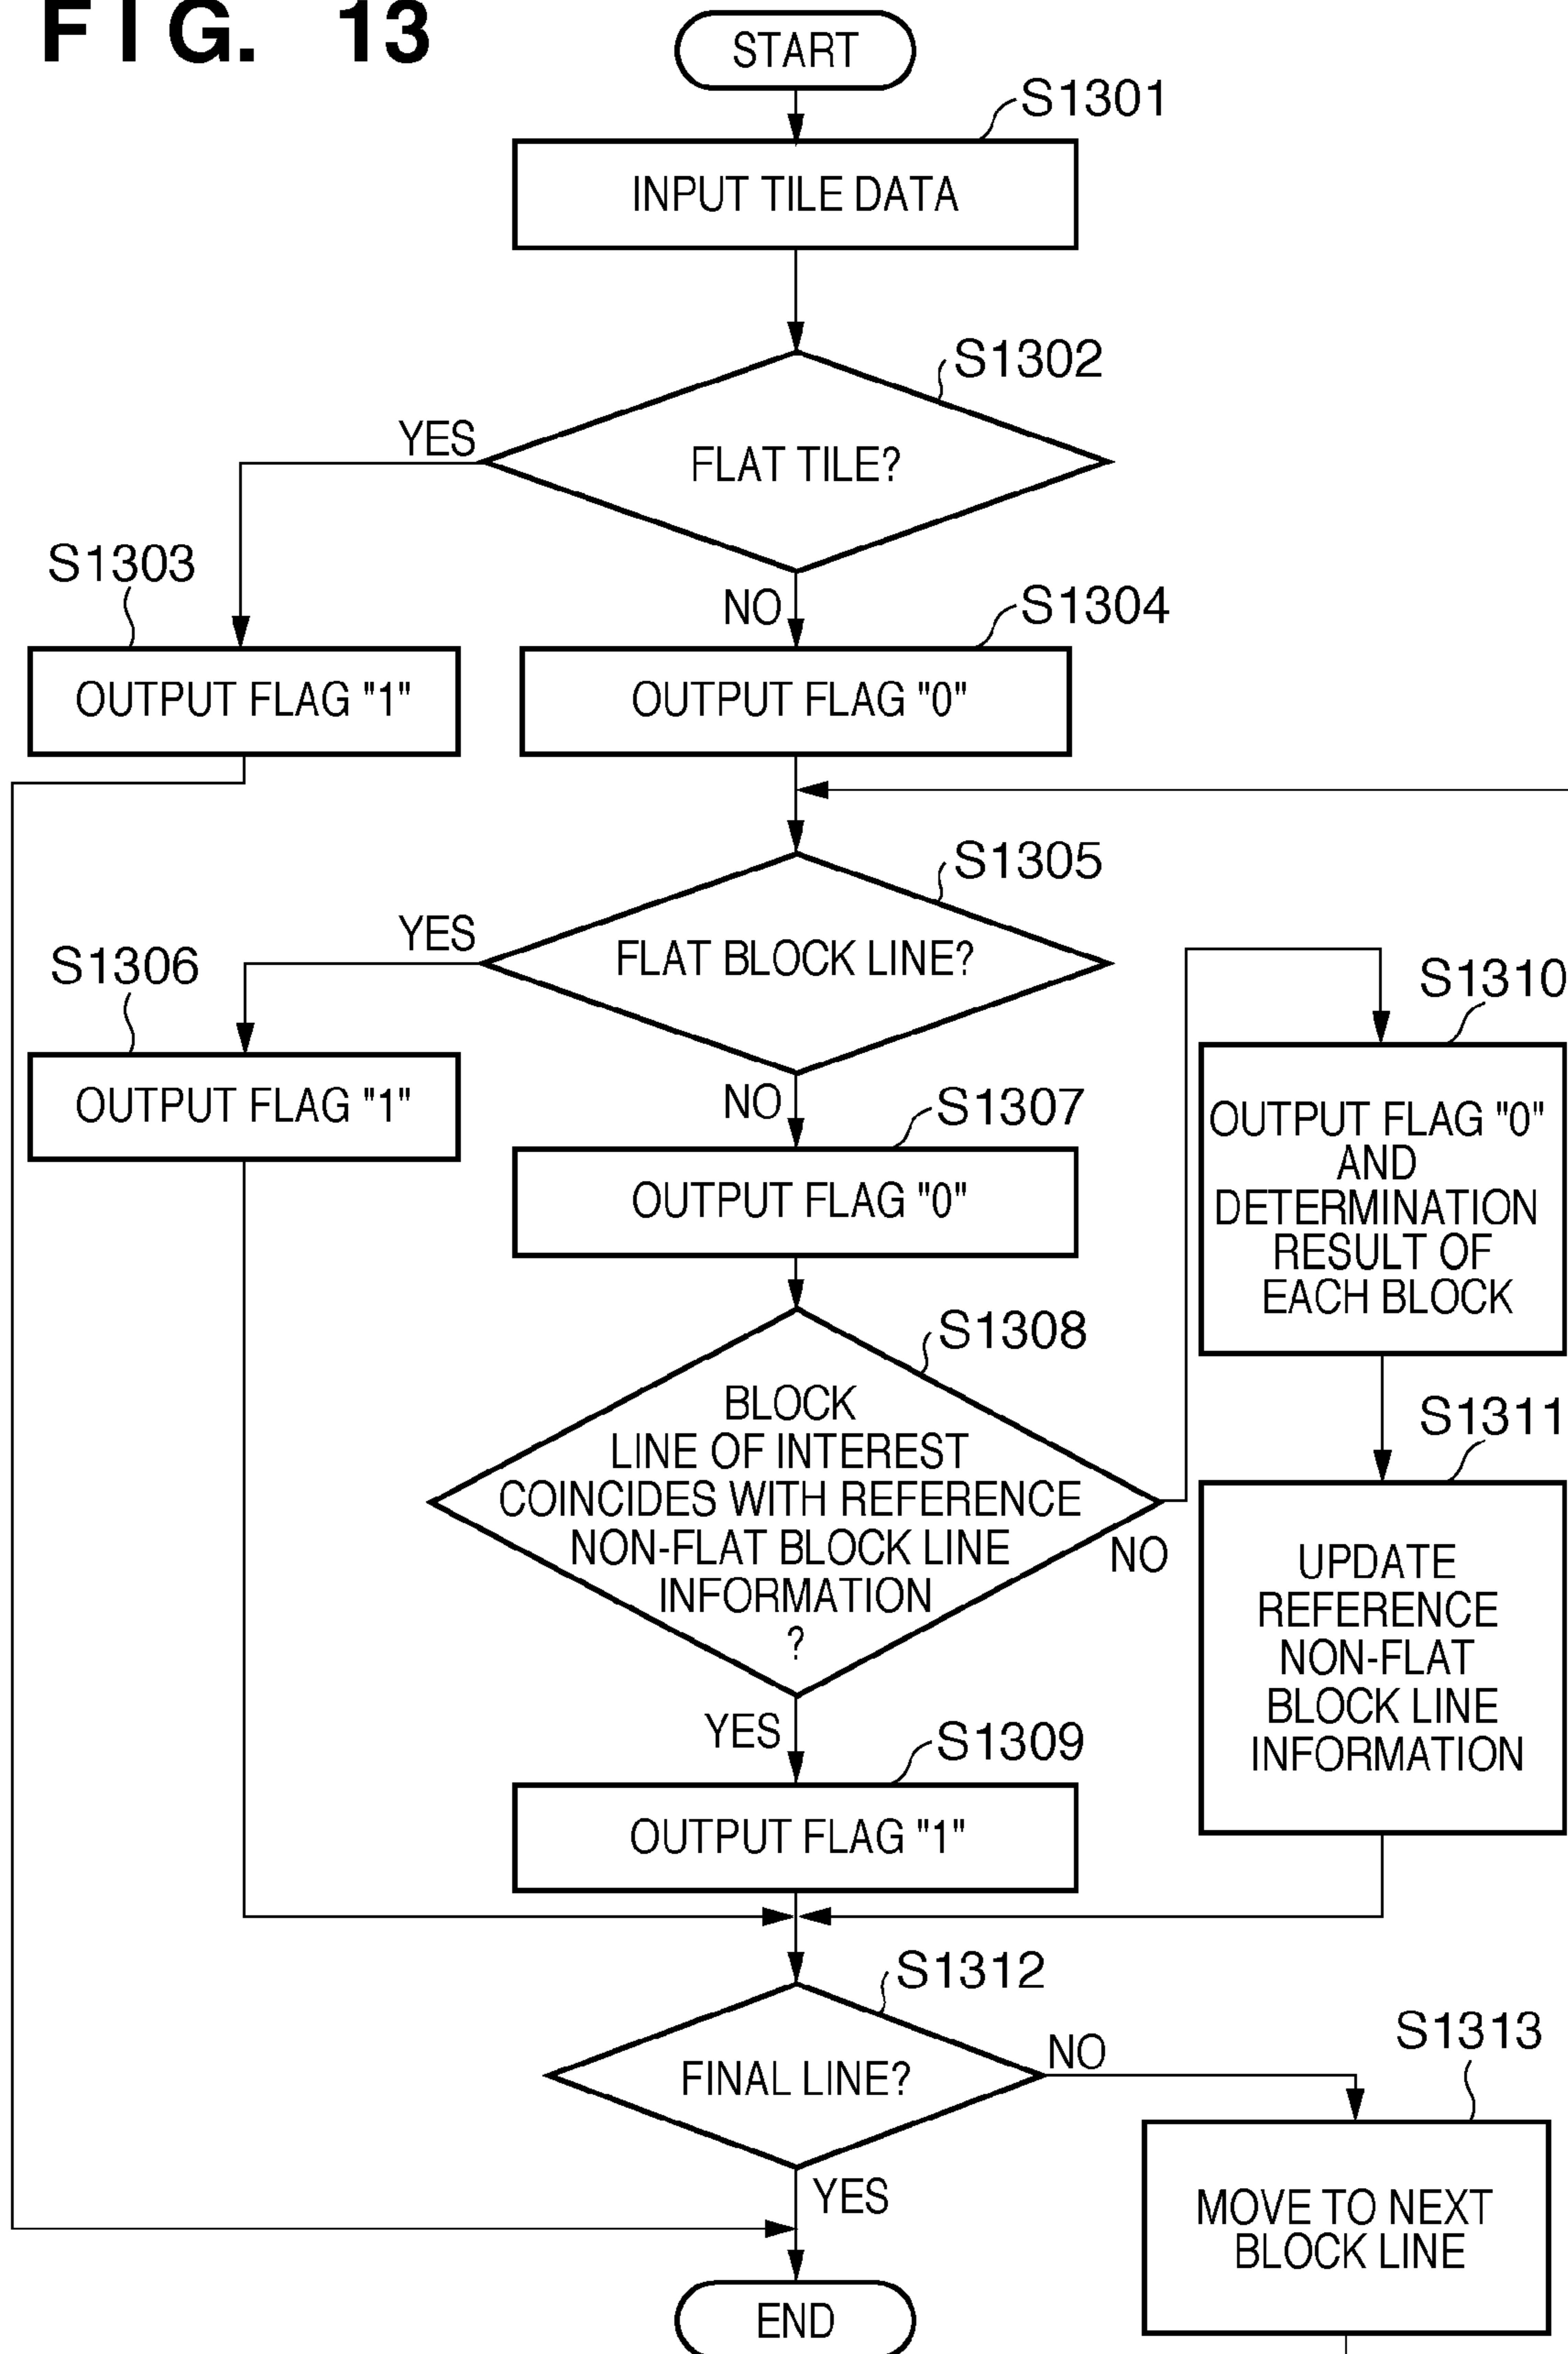 FIG. 13
START
S1301
INPUT TILE DATA
S1302
FLAT TILE?
YES
NO
S1303
OUTPUT FLAG "1"
S1304
OUTPUT FLAG "0"
S1305
FLAT BLOCK LINE?
YES
NO
S1306
OUTPUT FLAG "1"
S1307
OUTPUT FLAG "0"
S1308
BLOCK
LINE OF INTEREST
COINCIDES WITH REFERENCE
NON-FLAT BLOCK LINE
INFORMATION
?
NO
YES
S1309
OUTPUT FLAG "1"
S1310
OUTPUT FLAG "0"
AND
DETERMINATION
RESULT OF
EACH BLOCK
S1311
UPDATE
REFERENCE
NON-FLAT
BLOCK LINE
INFORMATION
S1312
FINAL LINE?
NO
YES
S1313
MOVE TO NEXT
BLOCK LINE
END